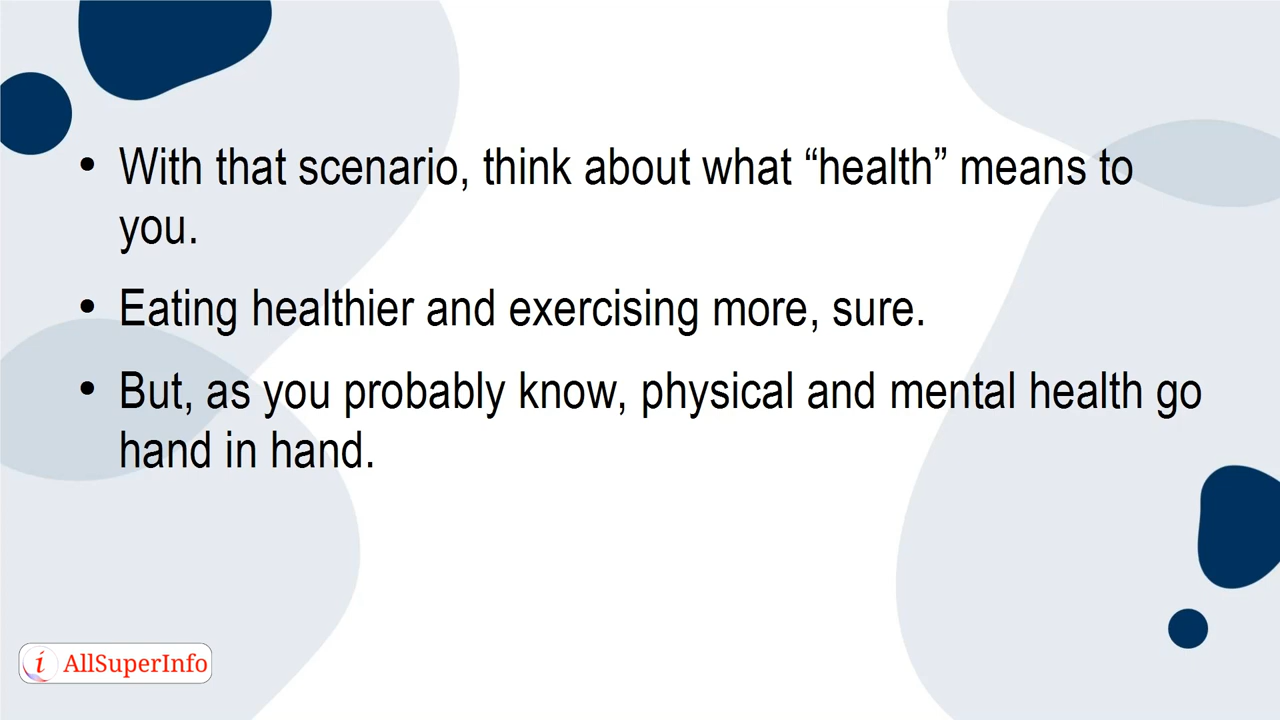 • With that scenario, think about what “health” means to
you.
• Eating healthier and exercising more, sure.
• But, as you probably know, physical and mental health go
hand in hand.
i AllSuperInfo